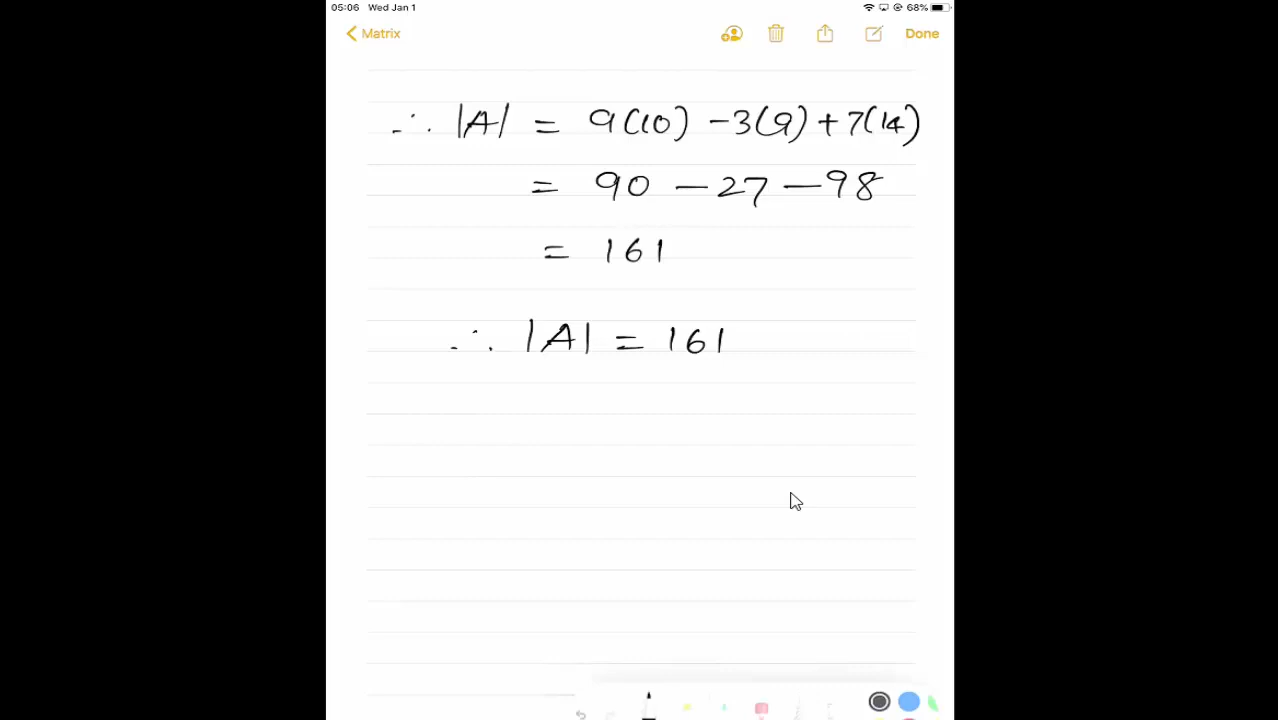 05:06 Wed Jan 1 68%
Matrix Done
∴ |A| = 9(10) -3(9) +7(14)
= 90 - 27 - 98
= 161
∴ |A| = 161